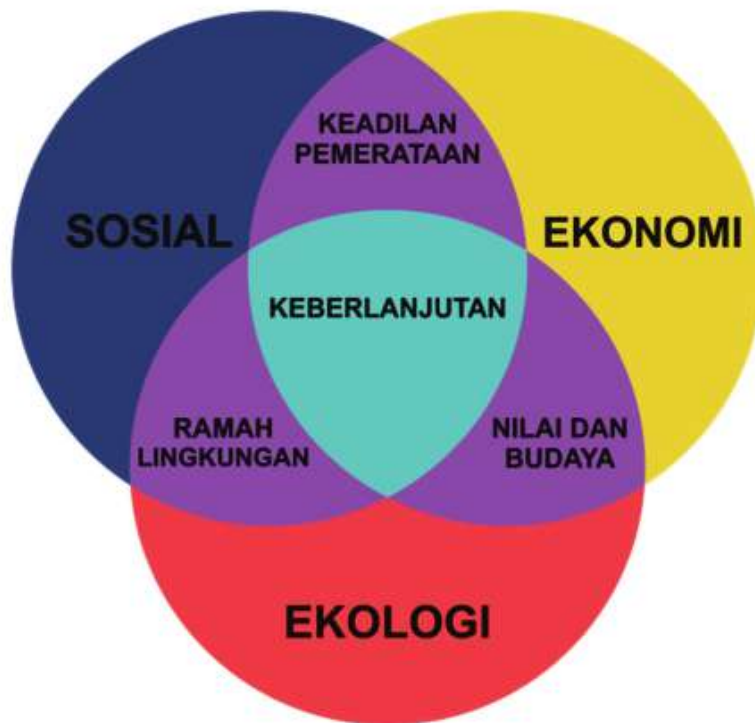 KEADILAN
PEMERATAAN
SOSIAL
EKONOMI
KEBERLANJUTAN
RAMAH
LINGKUNGAN
NILAI DAN
BUDAYA
EKOLOGI